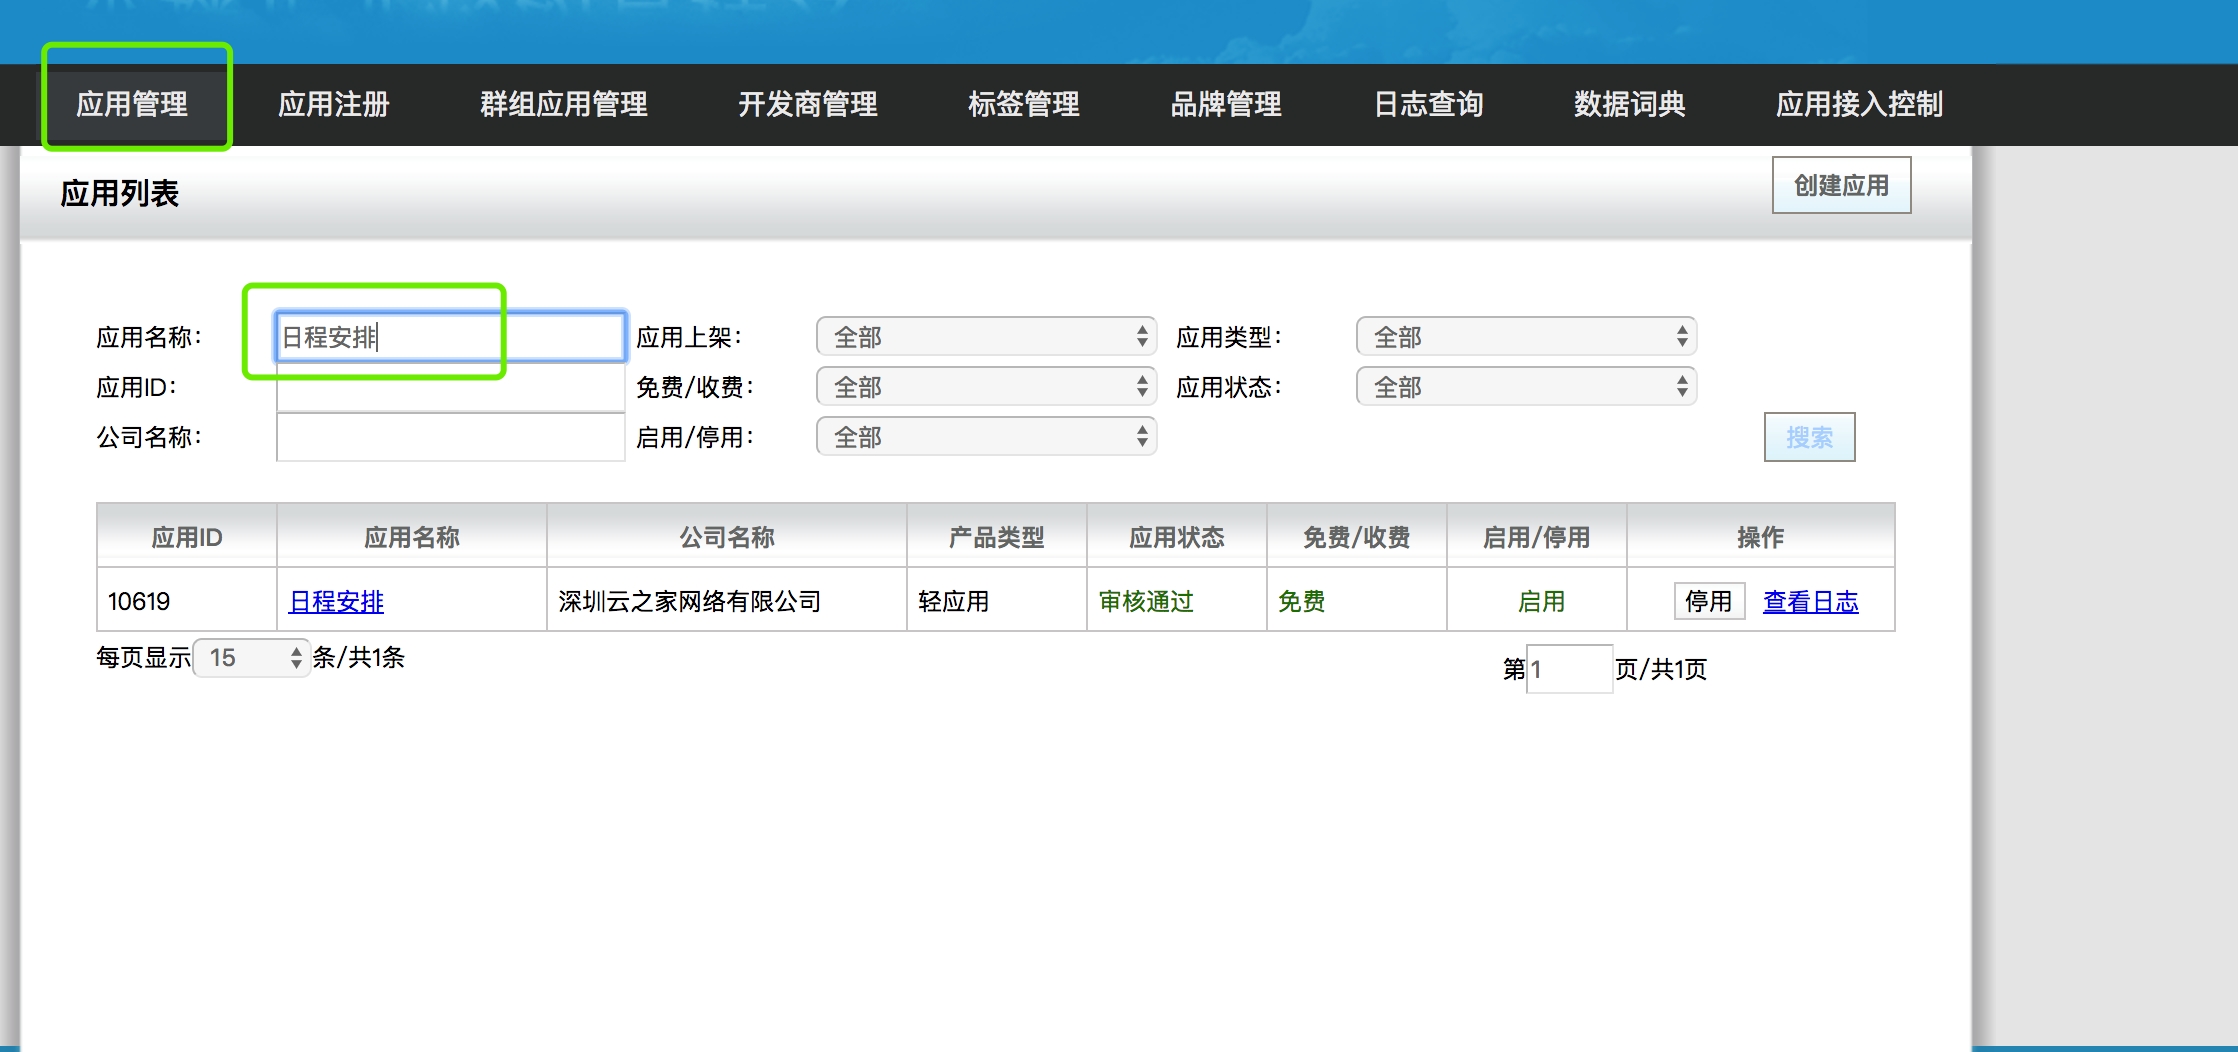 应用管理 应用注册 群组应用管理 开发商管理 标签管理 品牌管理 日志查询 数据词典 应用接入控制
应用列表 创建应用
应用名称： 日程安排 应用上架： 全部 应用类型： 全部
应用ID： 免费/收费： 全部 应用状态： 全部
公司名称： 启用/停用： 全部 搜索
应用ID 应用名称 公司名称 产品类型 应用状态 免费/收费 启用/停用 操作
10619 日程安排 深圳云之家网络有限公司 轻应用 审核通过 免费 启用 停用 查看日志
每页显示 15 条/共1条 第 1 页/共1页